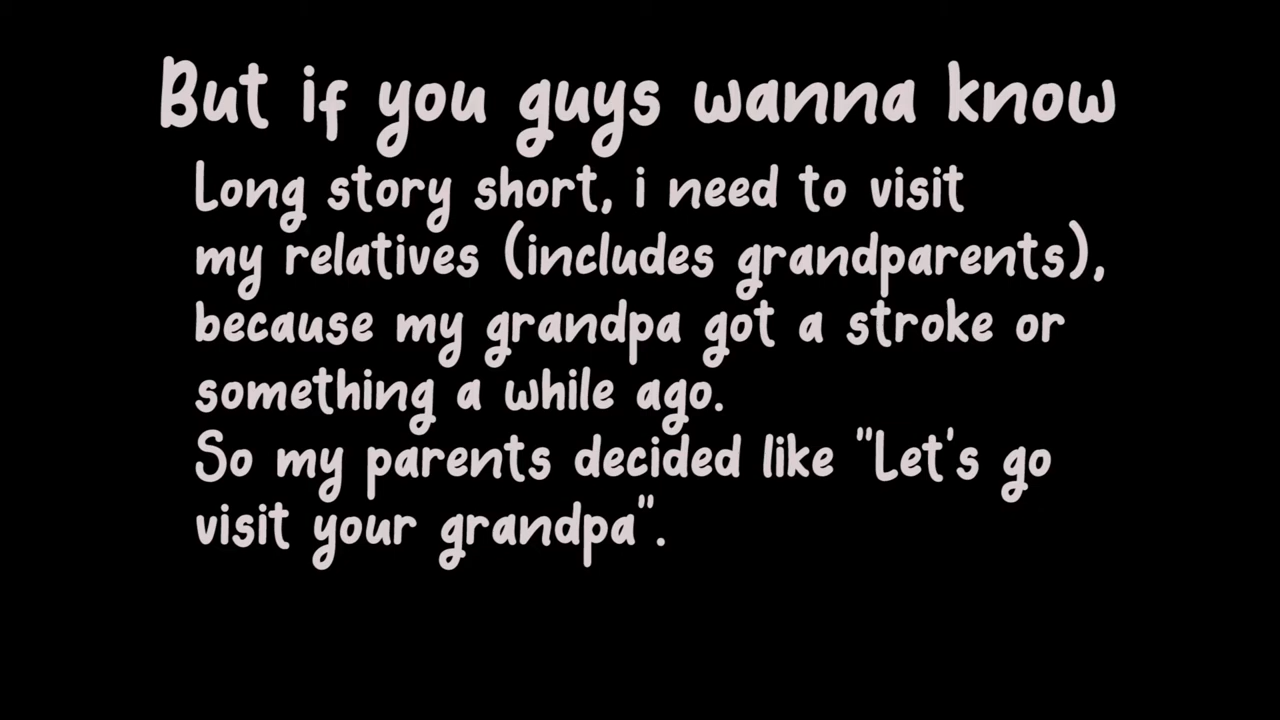 But if you guys wanna know
Long story short, i need to visit
my relatives (includes grandparents),
because my grandpa got a stroke or
something a while ago.
So my parents decided like "Let's go
visit your grandpa".